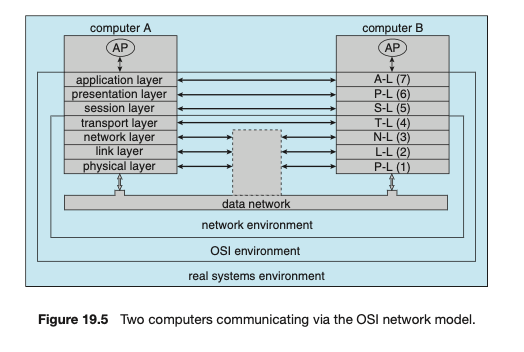 computer A computer B
AP AP
application layer A-L (7)
presentation layer P-L (6)
session layer S-L (5)
transport layer T-L (4)
network layer N-L (3)
link layer L-L (2)
physical layer P-L (1)
data network
network environment
OSI environment
real systems environment
Figure 19.5 Two computers communicating via the OSI network model.